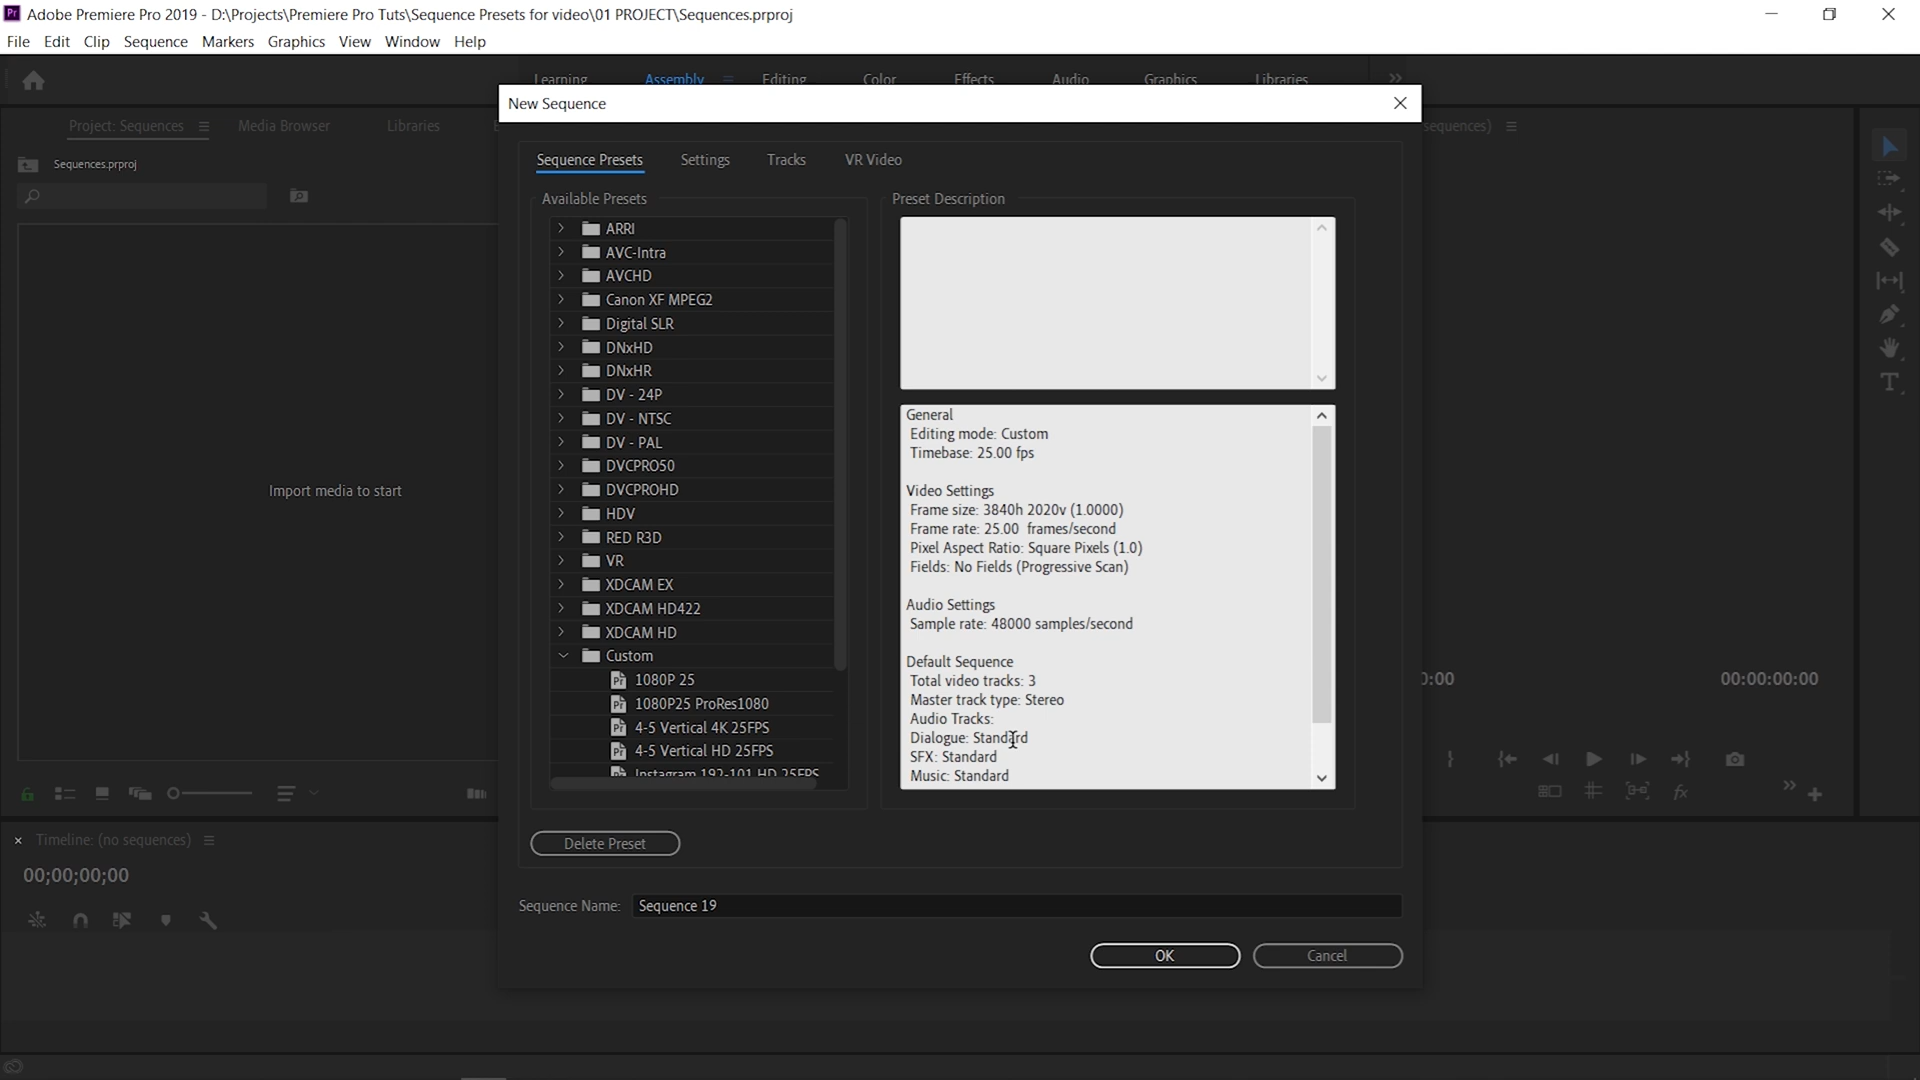 Adobe Premiere Pro 2019 - D:\Projects\Premiere Pro Tuts\Sequence Presets for video\01 PROJECT\Sequences.prproj
File Edit Clip Sequence Markers Graphics View Window Help
Learning Assembly Editing Color Effects Audio Graphics Libraries
New Sequence
Project: Sequences Media Browser Libraries
sequences)
Sequences.prproj
Sequence Presets Settings Tracks VR Video
Available Presets
Preset Description
ARRI
AVC-Intra
AVCHD
Canon XF MPEG2
Digital SLR
DNxHD
DNxHR
DV - 24P
DV - NTSC
DV - PAL
DVCPRO50
DVCPROHD
HDV
RED R3D
VR
XDCAM EX
XDCAM HD422
XDCAM HD
Custom
1080P 25
1080P25 ProRes1080
4-5 Vertical 4K 25FPS
4-5 Vertical HD 25FPS
Instagram 192-101 HD 25FPS
General
Editing mode: Custom
Timebase: 25.00 fps
Video Settings
Frame size: 3840h 2020v (1.0000)
Frame rate: 25.00 frames/second
Pixel Aspect Ratio: Square Pixels (1.0)
Fields: No Fields (Progressive Scan)
Audio Settings
Sample rate: 48000 samples/second
Default Sequence
Total video tracks: 3
Master track type: Stereo
Audio Tracks:
Dialogue: Standard
SFX: Standard
Music: Standard
Import media to start
:00
00:00:00:00
Delete Preset
Timeline: (no sequences)
00;00;00;00
Sequence Name: Sequence 19
OK Cancel